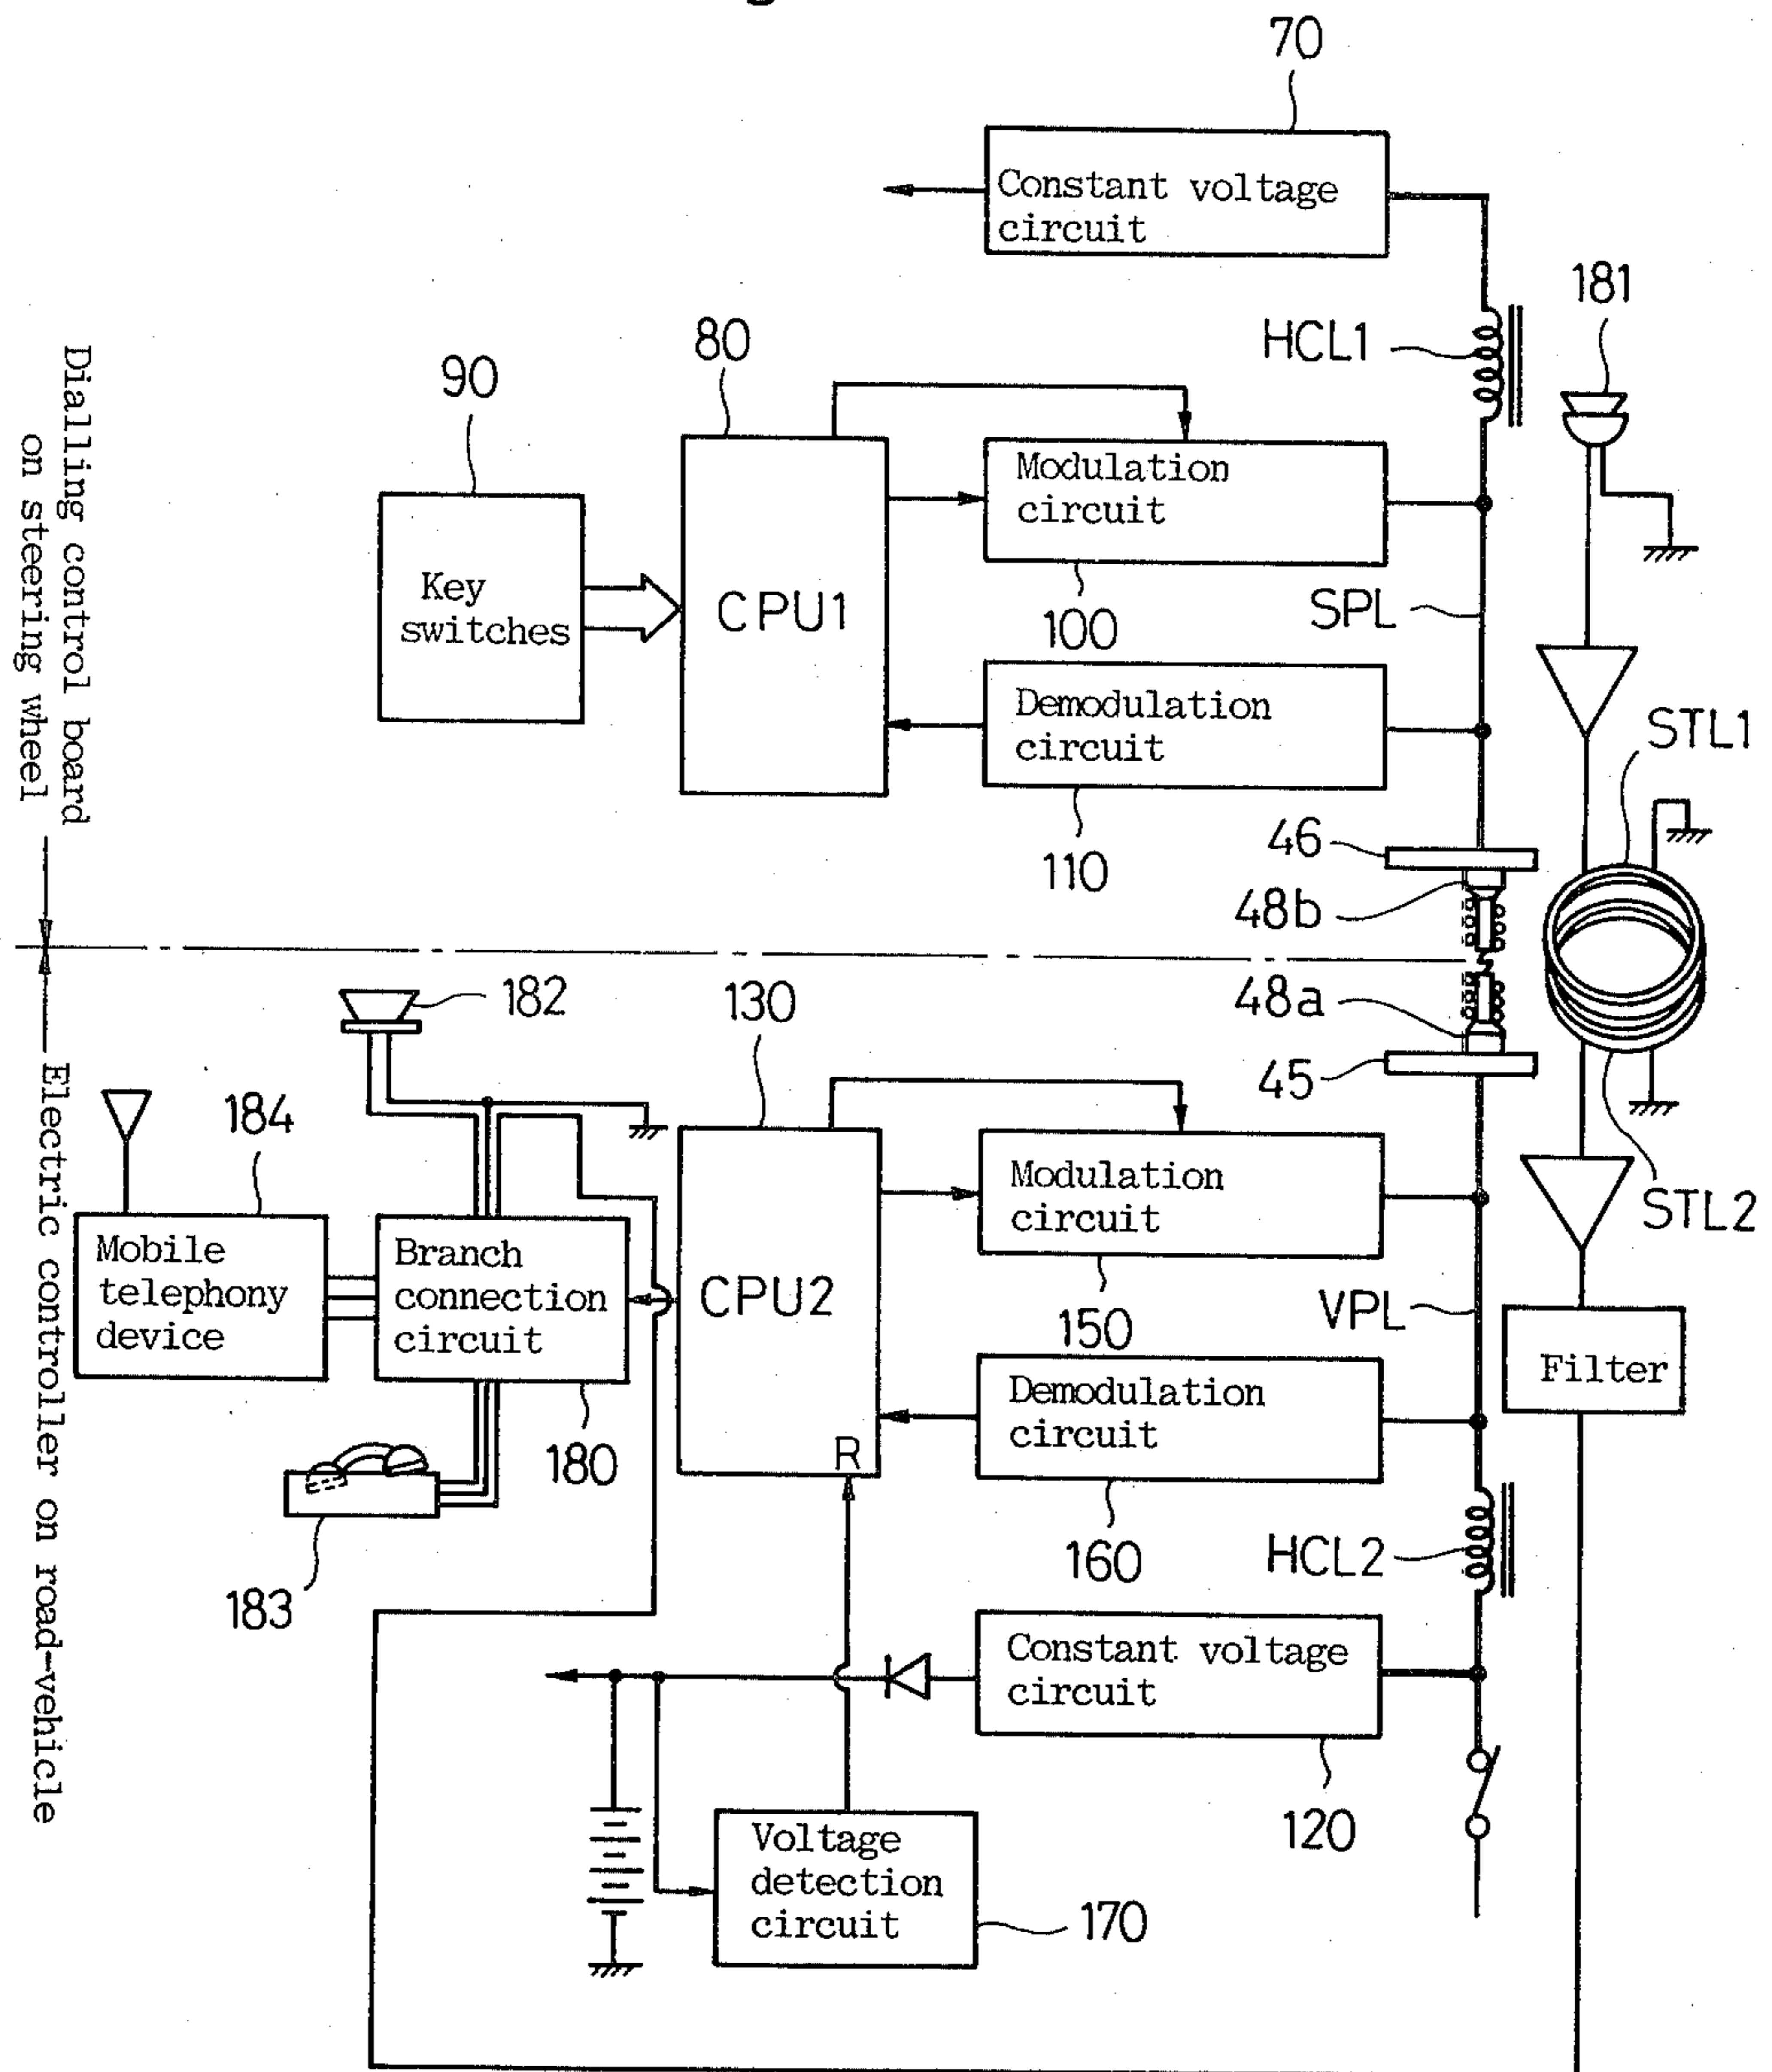 70
Constant voltage
circuit
181
HCL1
80
90
Modulation
circuit
Key
switches
CPU1
100
SPL
Demodulation
circuit
STL1
110
46
48b
Dialling control board
on steering wheel
182
130
48a
45
184
Electric controller on road-vehicle
Mobile
telephony
device
Branch
connection
circuit
CPU2
Modulation
circuit
STL2
150
VPL
Filter
Demodulation
circuit
R
180
160
HCL2
183
Constant voltage
circuit
120
Voltage
detection
circuit
170